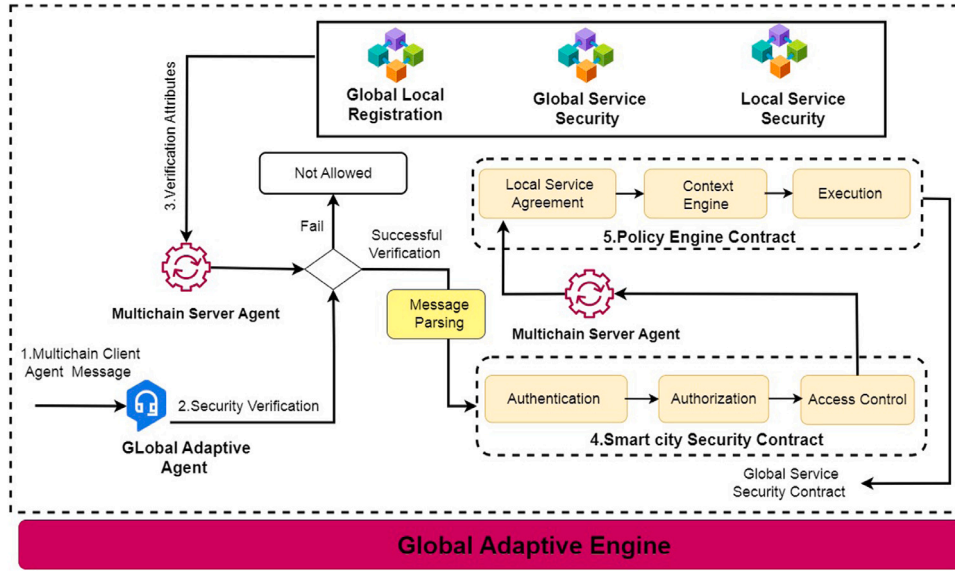 Global Local
Registration
Global Service
Security
Local Service
Security
3.Verification Attributes
Not Allowed
Fail
Successful
Verification
Local Service
Agreement
Context
Engine
Execution
5.Policy Engine Contract
Multichain Server Agent
Message
Parsing
Multichain Server Agent
1.Multichain Client
Agent Message
2.Security Verification
GLobal Adaptive
Agent
Authentication
Authorization
Access Control
4.Smart city Security Contract
Global Service
Security Contract
Global Adaptive Engine